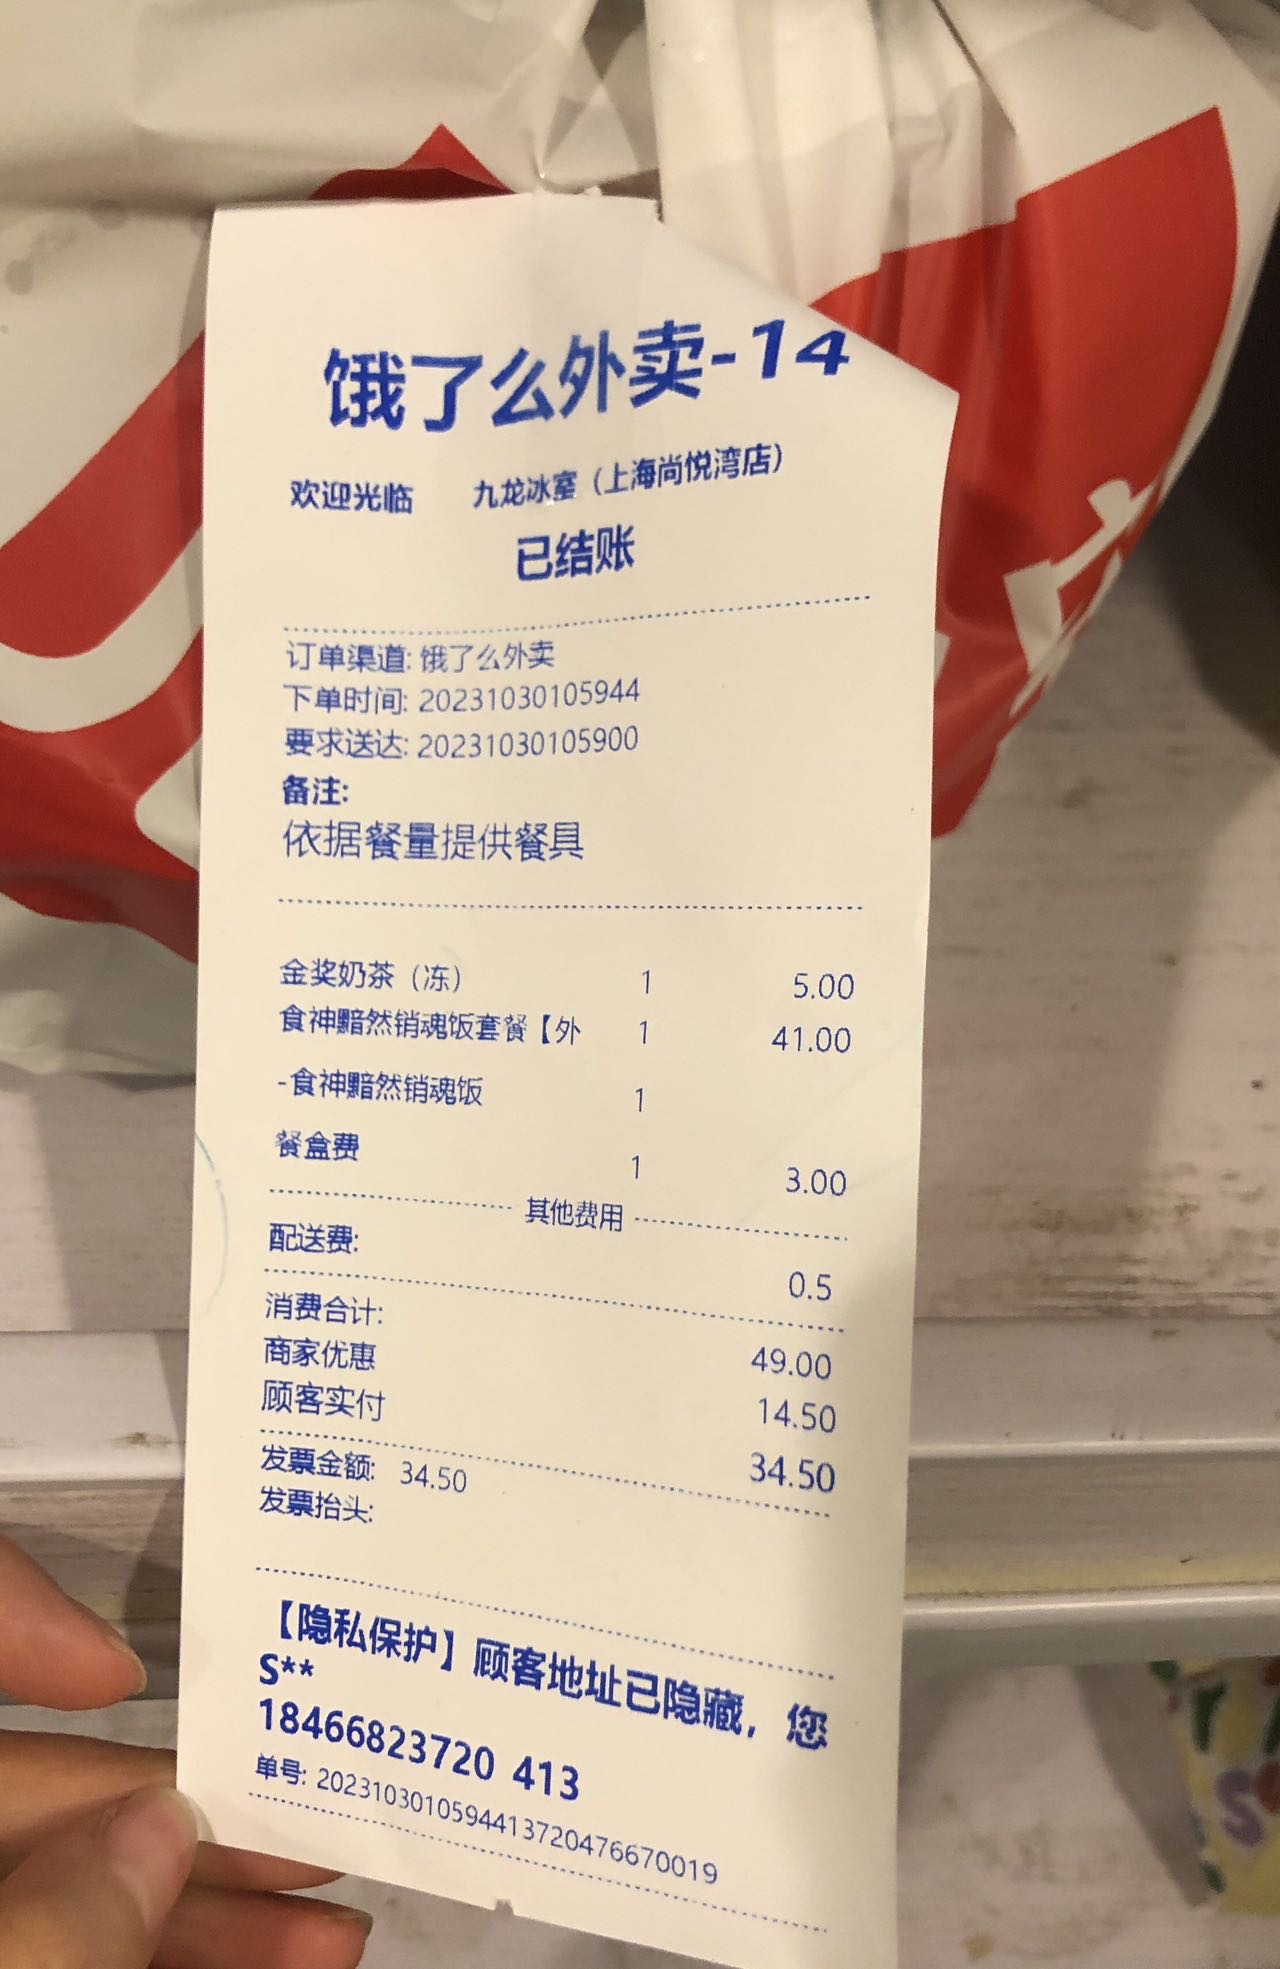 饿了么外卖-14
欢迎光临 九龙冰室（上海尚悦湾店）
已结账
订单渠道: 饿了么外卖
下单时间: 20231030105944
要求送达: 20231030105900
备注:
依据餐量提供餐具
金奖奶茶（冻） 1 5.00
食神黯然销魂饭套餐【外 1 41.00
-食神黯然销魂饭 1
餐盒费 1 3.00
其他费用
配送费: 0.5
消费合计: 49.00
商家优惠 14.50
顾客实付 34.50
发票金额: 34.50
发票抬头:
【隐私保护】顾客地址已隐藏，您
S**
18466823720 413
单号: 2023103010594413720476670019